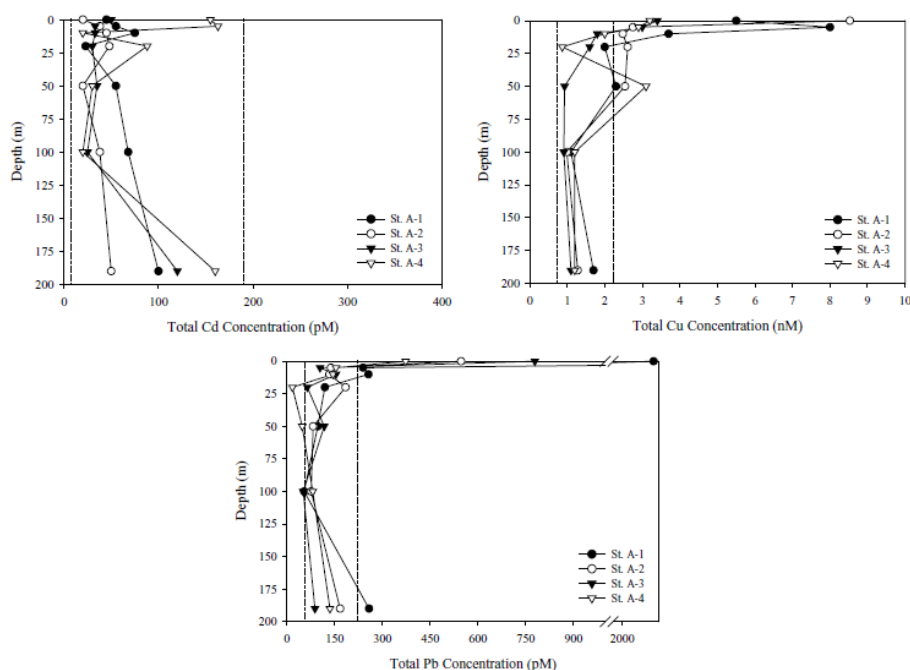 0
25
50
75
100
125
150
175
200
Depth (m)
St. A-1
St. A-2
St. A-3
St. A-4
0 100 200 300 400
Total Cd Concentration (pM)
0
25
50
75
100
125
150
175
200
Depth (m)
St. A-1
St. A-2
St. A-3
St. A-4
0 1 2 3 4 5 6 7 8 9 10
Total Cu Concentration (nM)
0
25
50
75
100
125
150
175
200
Depth (m)
St. A-1
St. A-2
St. A-3
St. A-4
0 150 300 450 600 750 900 2000
Total Pb Concentration (pM)